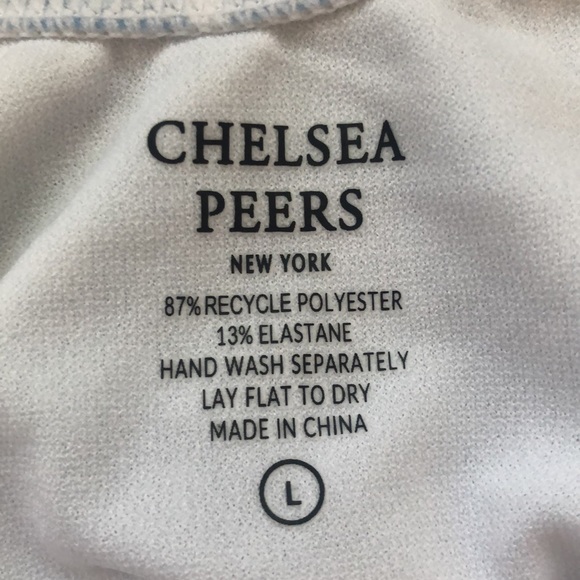 CHELSEA
PEERS
NEW YORK
87% RECYCLE POLYESTER
13% ELASTANE
HAND WASH SEPARATELY
LAY FLAT TO DRY
MADE IN CHINA
L